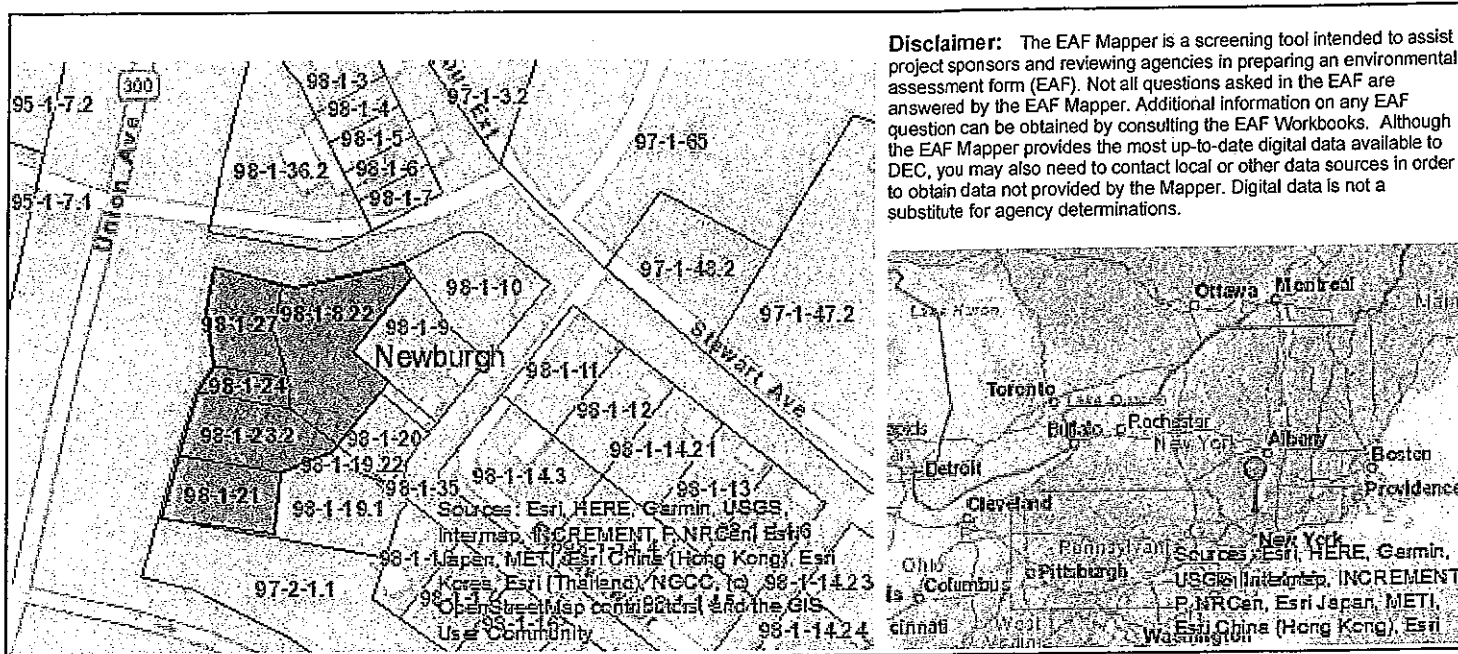 Disclaimer: The EAF Mapper is a screening tool intended to assist
project sponsors and reviewing agencies in preparing an environmental
assessment form (EAF). Not all questions asked in the EAF are
answered by the EAF Mapper. Additional information on any EAF
question can be obtained by consulting the EAF Workbooks. Although
the EAF Mapper provides the most up-to-date digital data available to
DEC, you may also need to contact local or other data sources in order
to obtain data not provided by the Mapper. Digital data is not a
substitute for agency determinations.
300
95-1-7.2
98-1-3
98-1-4
97-1-3.2
98-1-5
97-1-65
98-1-36.2
98-1-6
98-1-7
95-1-7.1
Union Ave
97-1-48.2
98-1-10
97-1-47.2
98-1-27
98-1-8.22
98-1-9
Newburgh
Stewart Ave
98-1-11
98-1-24
98-1-12
98-1-23.2
98-1-20
98-1-14.21
98-1-19.22
98-1-14.3
98-1-21
98-1-35
98-1-13
98-1-19.1
Sources: Esri, HERE, Garmin, USGS,
Intermap, INCREMENT P, NRCan, Esri
Japan, METI, Esri China (Hong Kong), Esri
Korea, Esri (Thailand), NGCC, (c)
98-1-14.23
OpenStreetMap contributors, and the GIS
User Community
97-2-1.1
98-1-14.24
Ottawa
Montreal
Lake Huron
Toronto
Lake Ontario
Rochester
Buffalo
New York
Albany
Boston
Detroit
Providence
Cleveland
New York
Pennsylvania
Ohio
Pittsburgh
Columbus
Sources: Esri, HERE, Garmin,
USGS, Intermap, INCREMENT
P, NRCan, Esri Japan, METI,
Esri China (Hong Kong), Esri
cinnati
Washington